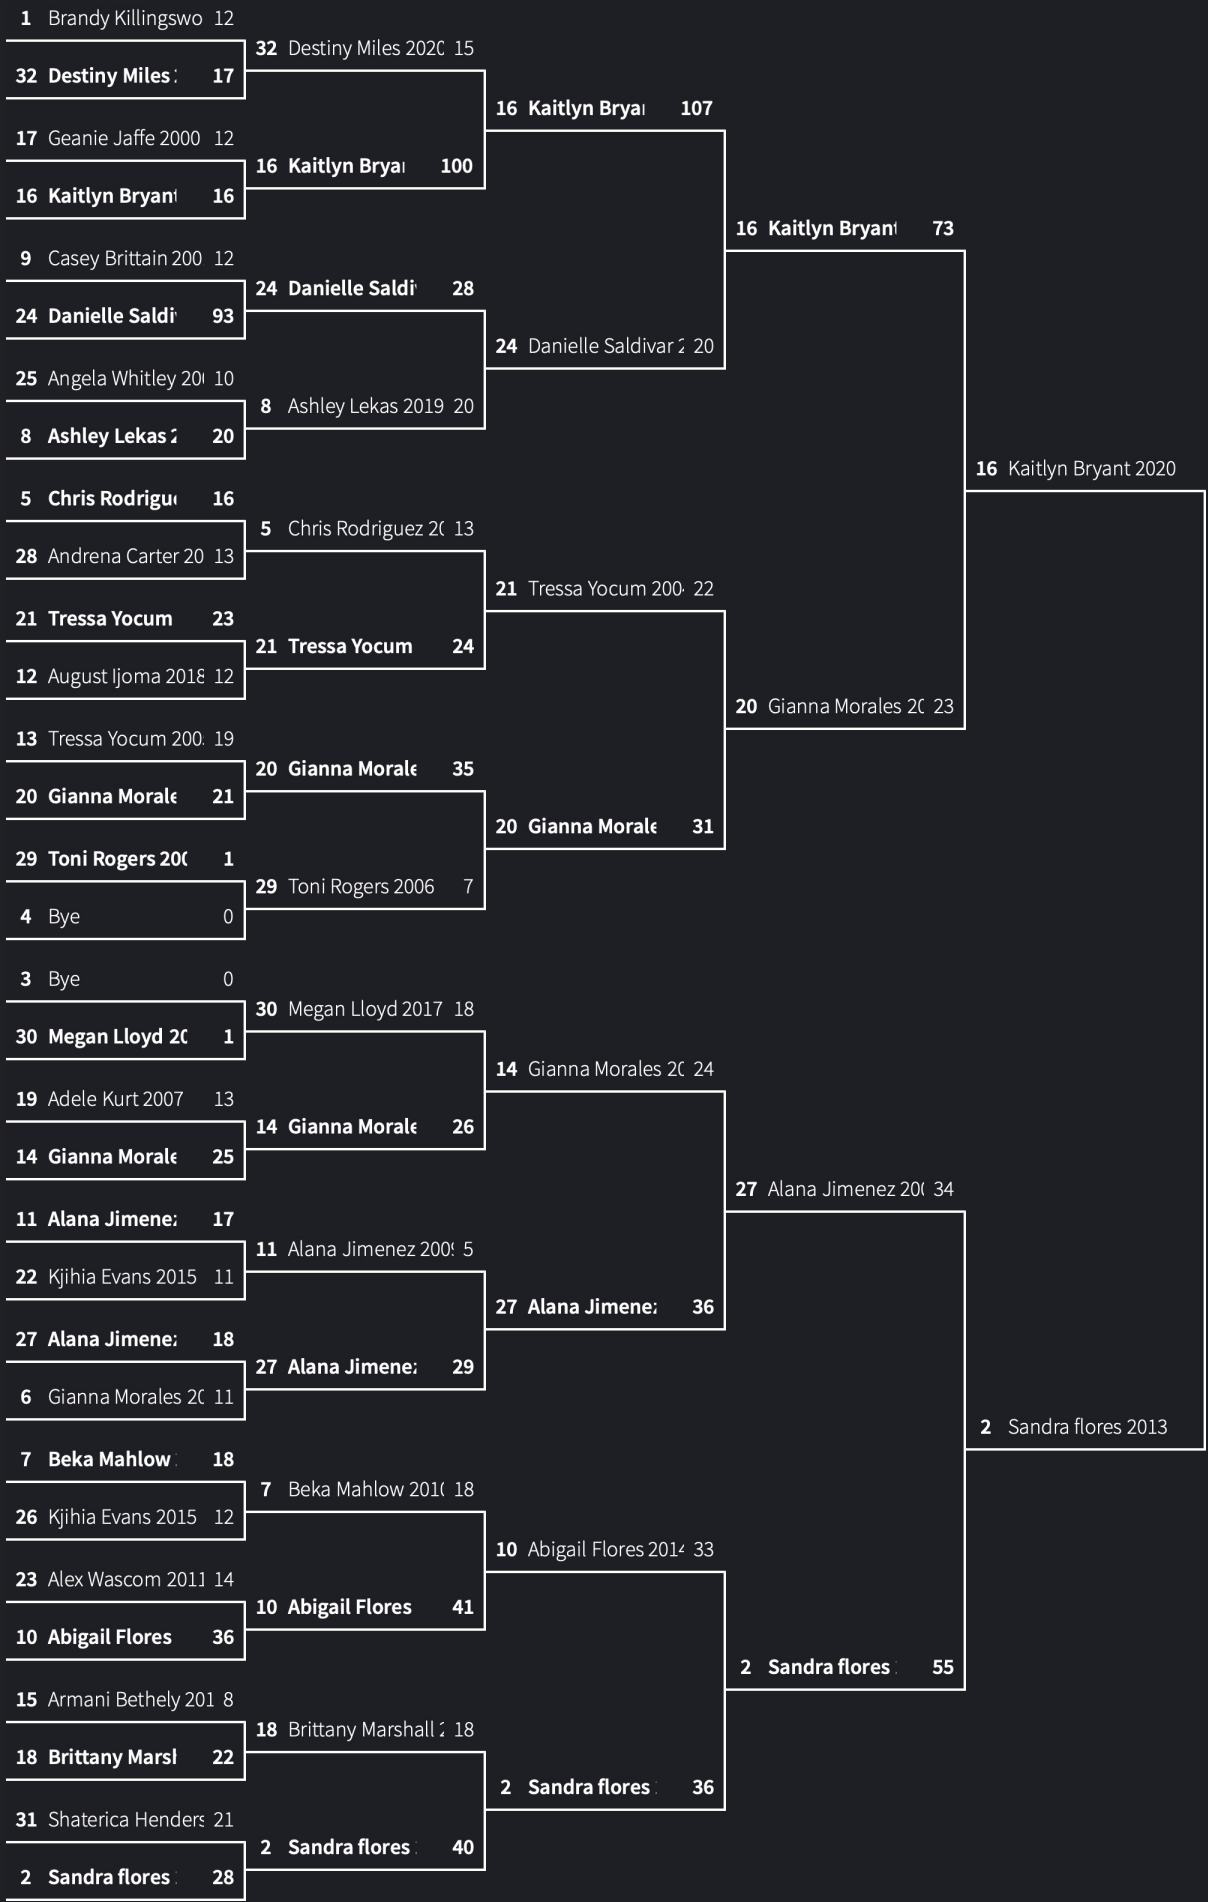 1 Brandy Killingswo 12
32 Destiny Miles 17
17 Geanie Jaffe 2000 12
16 Kaitlyn Bryant 16
9 Casey Brittain 200 12
24 Danielle Saldi 93
25 Angela Whitley 20 10
8 Ashley Lekas 2 20
5 Chris Rodrigu 16
28 Andrena Carter 20 13
21 Tressa Yocum 23
12 August Ijoma 2018 12
13 Tressa Yocum 200 19
20 Gianna Morale 21
29 Toni Rogers 200 1
4 Bye 0
3 Bye 0
30 Megan Lloyd 20 1
19 Adele Kurt 2007 13
14 Gianna Morale 25
11 Alana Jimenez 17
22 Kjihia Evans 2015 11
27 Alana Jimenez 18
6 Gianna Morales 20 11
7 Beka Mahlow 18
26 Kjihia Evans 2015 12
23 Alex Wascom 2011 14
10 Abigail Flores 36
15 Armani Bethely 201 8
18 Brittany Marsh 22
31 Shaterica Henders 21
2 Sandra flores 28
32 Destiny Miles 2020 15
16 Kaitlyn Brya 100
24 Danielle Saldi 28
8 Ashley Lekas 2019 20
5 Chris Rodriguez 20 13
21 Tressa Yocum 24
20 Gianna Morale 35
29 Toni Rogers 2006 7
30 Megan Lloyd 2017 18
14 Gianna Morale 26
11 Alana Jimenez 2009 5
27 Alana Jimenez 29
7 Beka Mahlow 2010 18
10 Abigail Flores 41
18 Brittany Marshall 2 18
2 Sandra flores 40
16 Kaitlyn Brya 107
24 Danielle Saldivar 2 20
21 Tressa Yocum 200 22
20 Gianna Morale 31
14 Gianna Morales 20 24
27 Alana Jimenez 36
10 Abigail Flores 2014 33
2 Sandra flores 36
16 Kaitlyn Bryant 73
20 Gianna Morales 20 23
27 Alana Jimenez 200 34
2 Sandra flores 55
16 Kaitlyn Bryant 2020
2 Sandra flores 2013